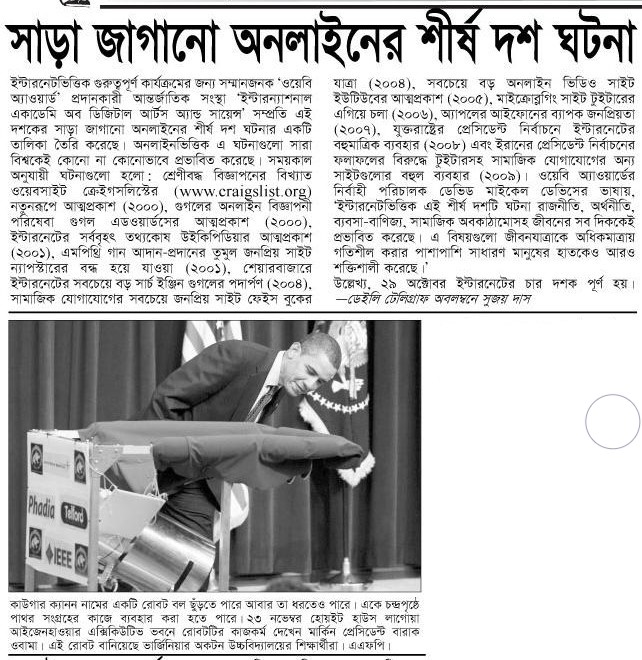 সাড়া জাগানো অনলাইনের শীর্ষ দশ ঘটনা
ইন্টারনেটভিত্তিক গুরুত্বপূর্ণ কার্যক্রমের জন্য সম্মানজনক ‘ওয়েবি
অ্যাওয়ার্ড’ প্রদানকারী আন্তর্জাতিক সংস্থা ‘ইন্টারন্যাশনাল
একাডেমি অব ডিজিটাল আর্টস অ্যান্ড সায়েন্স’ সম্প্রতি এই
দশকের সাড়া জাগানো অনলাইনের শীর্ষ দশ ঘটনার একটি
তালিকা তৈরি করেছে। অনলাইনভিত্তিক এ ঘটনাগুলো সারা
বিশ্বকেই কোনো না কোনোভাবে প্রভাবিত করেছে। সময়কাল
অনুযায়ী ঘটনাগুলো হলো : শ্রেণীবদ্ধ বিজ্ঞাপনের বিখ্যাত
ওয়েবসাইট ক্রেইগসলিস্টের (www.craigslist.org)
নতুনরূপে আত্মপ্রকাশ (২০০০), গুগলের অনলাইন বিজ্ঞাপনী
পরিষেবা গুগল এডওয়ার্ডসের আত্মপ্রকাশ (২০০০),
ইন্টারনেটের সর্ববৃহৎ তথ্যকোষ উইকিপিডিয়ার আত্মপ্রকাশ
(২০০১), এমপিথ্রি গান আদান-প্রদানের তুমুল জনপ্রিয় সাইট
ন্যাপস্টারের বন্ধ হয়ে যাওয়া (২০০১), শেয়ারবাজারে
ইন্টারনেটের সবচেয়ে বড় সার্চ ইঞ্জিন গুগলের পদার্পণ (২০০৪),
সামাজিক যোগাযোগের সবচেয়ে জনপ্রিয় সাইট ফেইস বুকের
যাত্রা (২০০৪), সবচেয়ে বড় অনলাইন ভিডিও সাইট
ইউটিউবের আত্মপ্রকাশ (২০০৫), মাইক্রোব্লগিং সাইট টুইটারের
এগিয়ে চলা (২০০৬), অ্যাপলের আইফোনের ব্যাপক জনপ্রিয়তা
(২০০৭), যুক্তরাষ্ট্রের প্রেসিডেন্ট নির্বাচনে ইন্টারনেটের
বহুমাত্রিক ব্যবহার (২০০৮) এবং ইরানের প্রেসিডেন্ট নির্বাচনের
ফলাফলের বিরুদ্ধে টুইটারসহ সামাজিক যোগাযোগের অন্য
সাইটগুলোর বহুল ব্যবহার (২০০৯)। ওয়েবি অ্যাওয়ার্ডের
নির্বাহী পরিচালক ডেভিড মাইকেল ডেভিসের ভাষায়,
‘ইন্টারনেটভিত্তিক এই শীর্ষ দশটি ঘটনা রাজনীতি, অর্থনীতি,
ব্যবসা-বাণিজ্য, সামাজিক অবকাঠামোসহ জীবনের সব দিককেই
প্রভাবিত করেছে। এ বিষয়গুলো জীবনযাত্রাকে অধিকমাত্রায়
গতিশীল করার পাশাপাশি সাধারণ মানুষের হাতকেও আরও
শক্তিশালী করেছে।’
উল্লেখ্য, ২৯ অক্টোবর ইন্টারনেটের চার দশক পূর্ণ হয়।
—ডেইলি টেলিগ্রাফ অবলম্বনে সুজয় দাস
Phadia
Tellord
IEEE
কাউগার ক্যানন নামের একটি রোবট বল ছুঁড়তে পারে আবার তা ধরতেও পারে। একে চন্দ্রপৃষ্ঠে
পাথর সংগ্রহের কাজে ব্যবহার করা হতে পারে। ২৩ নভেম্বর হোয়াইট হাউস লাগোয়া
আইজেনহাওয়ার এক্সিকিউটিভ ভবনে রোবটটির কাজকর্ম দেখেন মার্কিন প্রেসিডেন্ট বারাক
ওবামা। এই রোবট বানিয়েছে ভার্জিনিয়ার অকটন উচ্চবিদ্যালয়ের শিক্ষার্থীরা। এএফপি।